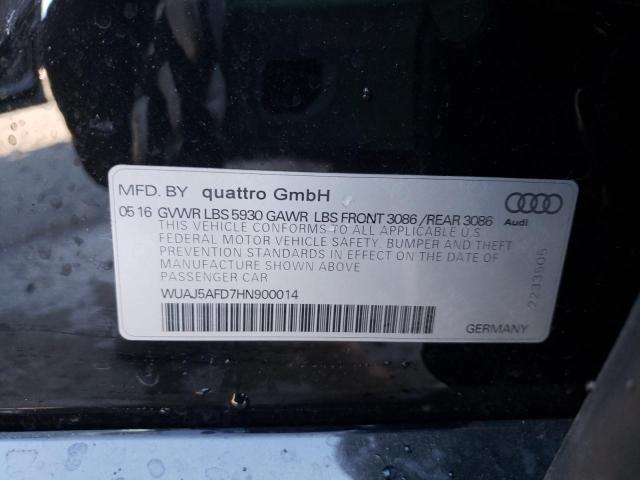 MFD. BY quattro GmbH
05 16 GVWR LBS 5930 GAWR LBS FRONT 3086 / REAR 3086
THIS VEHICLE CONFORMS TO ALL APPLICABLE U.S
FEDERAL MOTOR VEHICLE SAFETY, BUMPER AND THEFT
PREVENTION STANDARDS IN EFFECT ON THE DATE OF
MANUFACTURE SHOWN ABOVE
PASSENGER CAR
WUAJ5AFD7HN900014
Audi
2233505
GERMANY